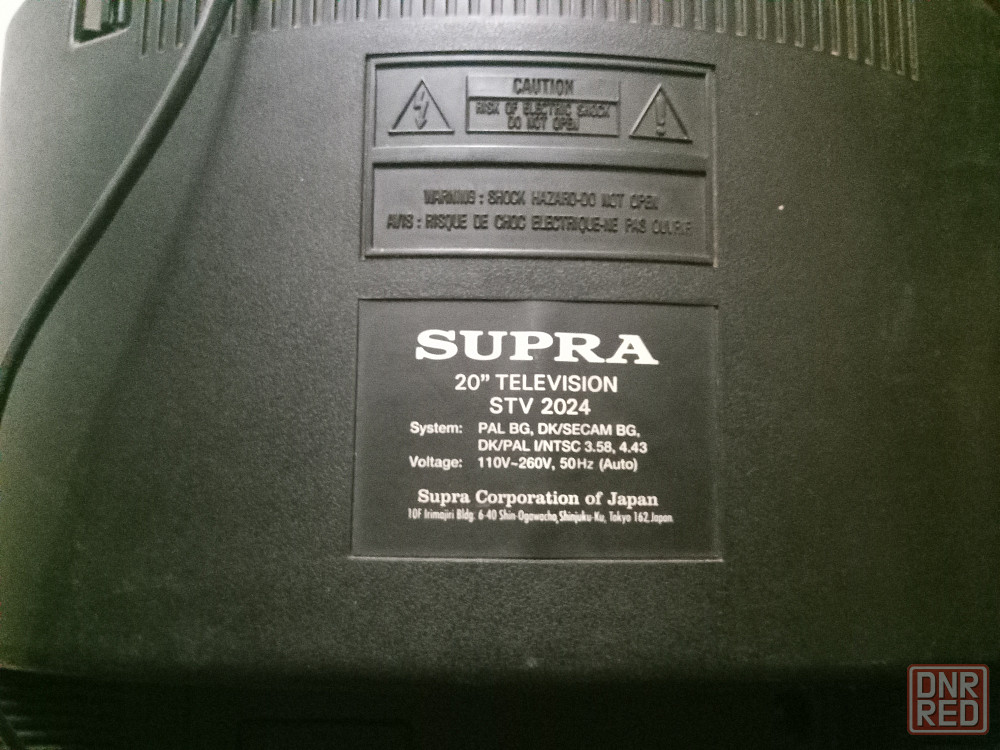 CAUTION
RISK OF ELECTRIC SHOCK
DO NOT OPEN
WARNING : SHOCK HAZARD-DO NOT OPEN
AVIS : RISQUE DE CHOC ELECTRIQUE-NE PAS OUVRIR
SUPRA
20” TELEVISION
STV 2024
System: PAL BG, DK/SECAM BG,
DK/PAL I/NTSC 3.58, 4.43
Voltage: 110V~260V, 50Hz (Auto)
Supra Corporation of Japan
10F Irimajiri Bldg. 6-40 Shin-Ogawacho, Shinjuku-Ku, Tokyo 162, Japan
DNR
RED